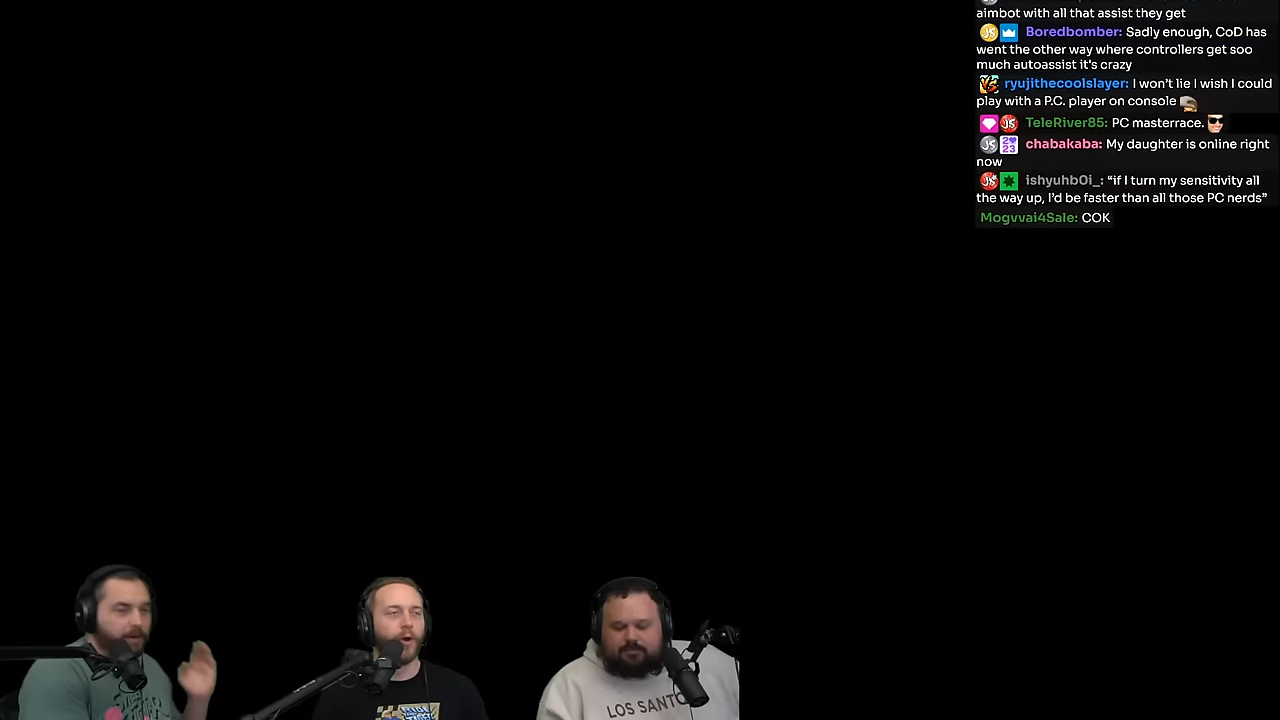 aimbot with all that assist they get
Boredbomber: Sadly enough, CoD has
went the other way where controllers get soo
much autoassist it's crazy
ryujithecoolslayer: I won’t lie I wish I could
play with a P.C. player on console
TeleRiver85: PC masterrace.
chabakaba: My daughter is online right
now
ishyuhb0i_: “if I turn my sensitivity all
the way up, I’d be faster than all those PC nerds”
Mogvvai4Sale: COK
LOS SANTO